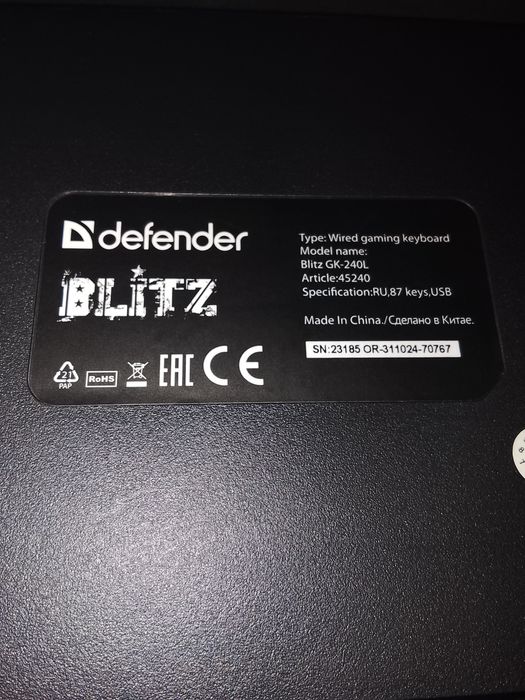 defender
BLITZ
Type: Wired gaming keyboard
Model name:
Blitz GK-240L
Article:45240
Specification:RU,87 keys,USB
Made In China./Сделано в Китае.
SN:23185 OR-311024-70767
21
PAP
RoHS
EAC
CE